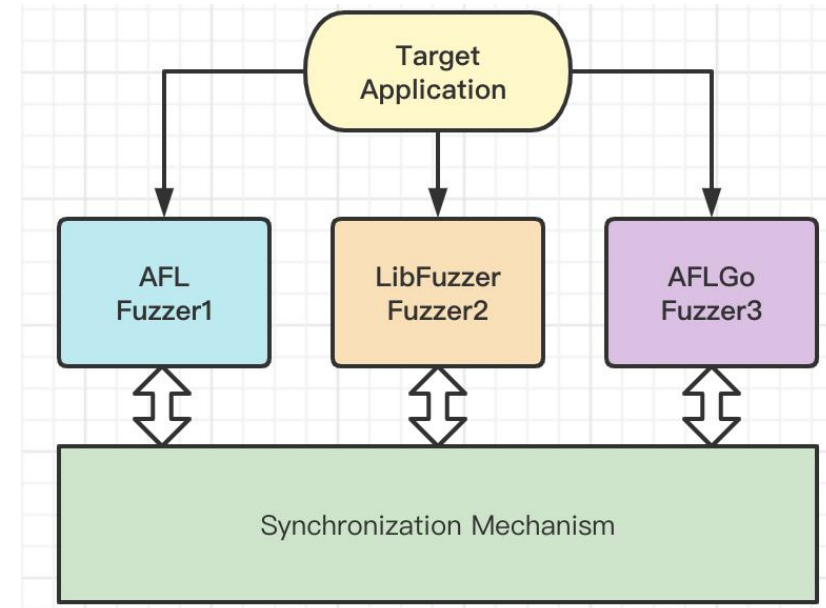 Target
Application
AFL
Fuzzer1
LibFuzzer
Fuzzer2
AFLGo
Fuzzer3
Synchronization Mechanism